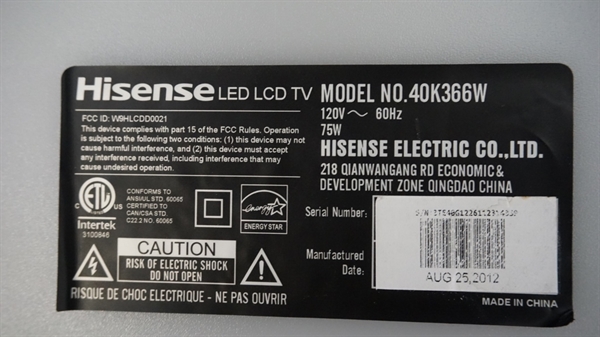 Hisense LED LCD TV
MODEL NO.40K366W
120V~ 60Hz
75W
HISENSE ELECTRIC CO.,LTD.
218 QIANWANGANG RD ECONOMIC&
DEVELOPMENT ZONE QINGDAO CHINA
FCC ID: W9HLCDD0021
This device complies with part 15 of the FCC Rules. Operation
is subject to the following two conditions: (1) this device may not
cause harmful interference, and (2) this device must accept
any interference received, including interference that may
cause undesired operation.
ETL
C US
Intertek
3100846
CONFORMS TO
ANSI/UL STD. 60065
CERTIFIED TO
CAN/CSA STD.
C22.2 NO. 60065
energy
ENERGY STAR
CAUTION
RISK OF ELECTRIC SHOCK
DO NOT OPEN
RISQUE DE CHOC ELECTRIQUE - NE PAS OUVRIR
Serial Number:
S/N
Manufactured
Date:
AUG 25,2012
MADE IN CHINA